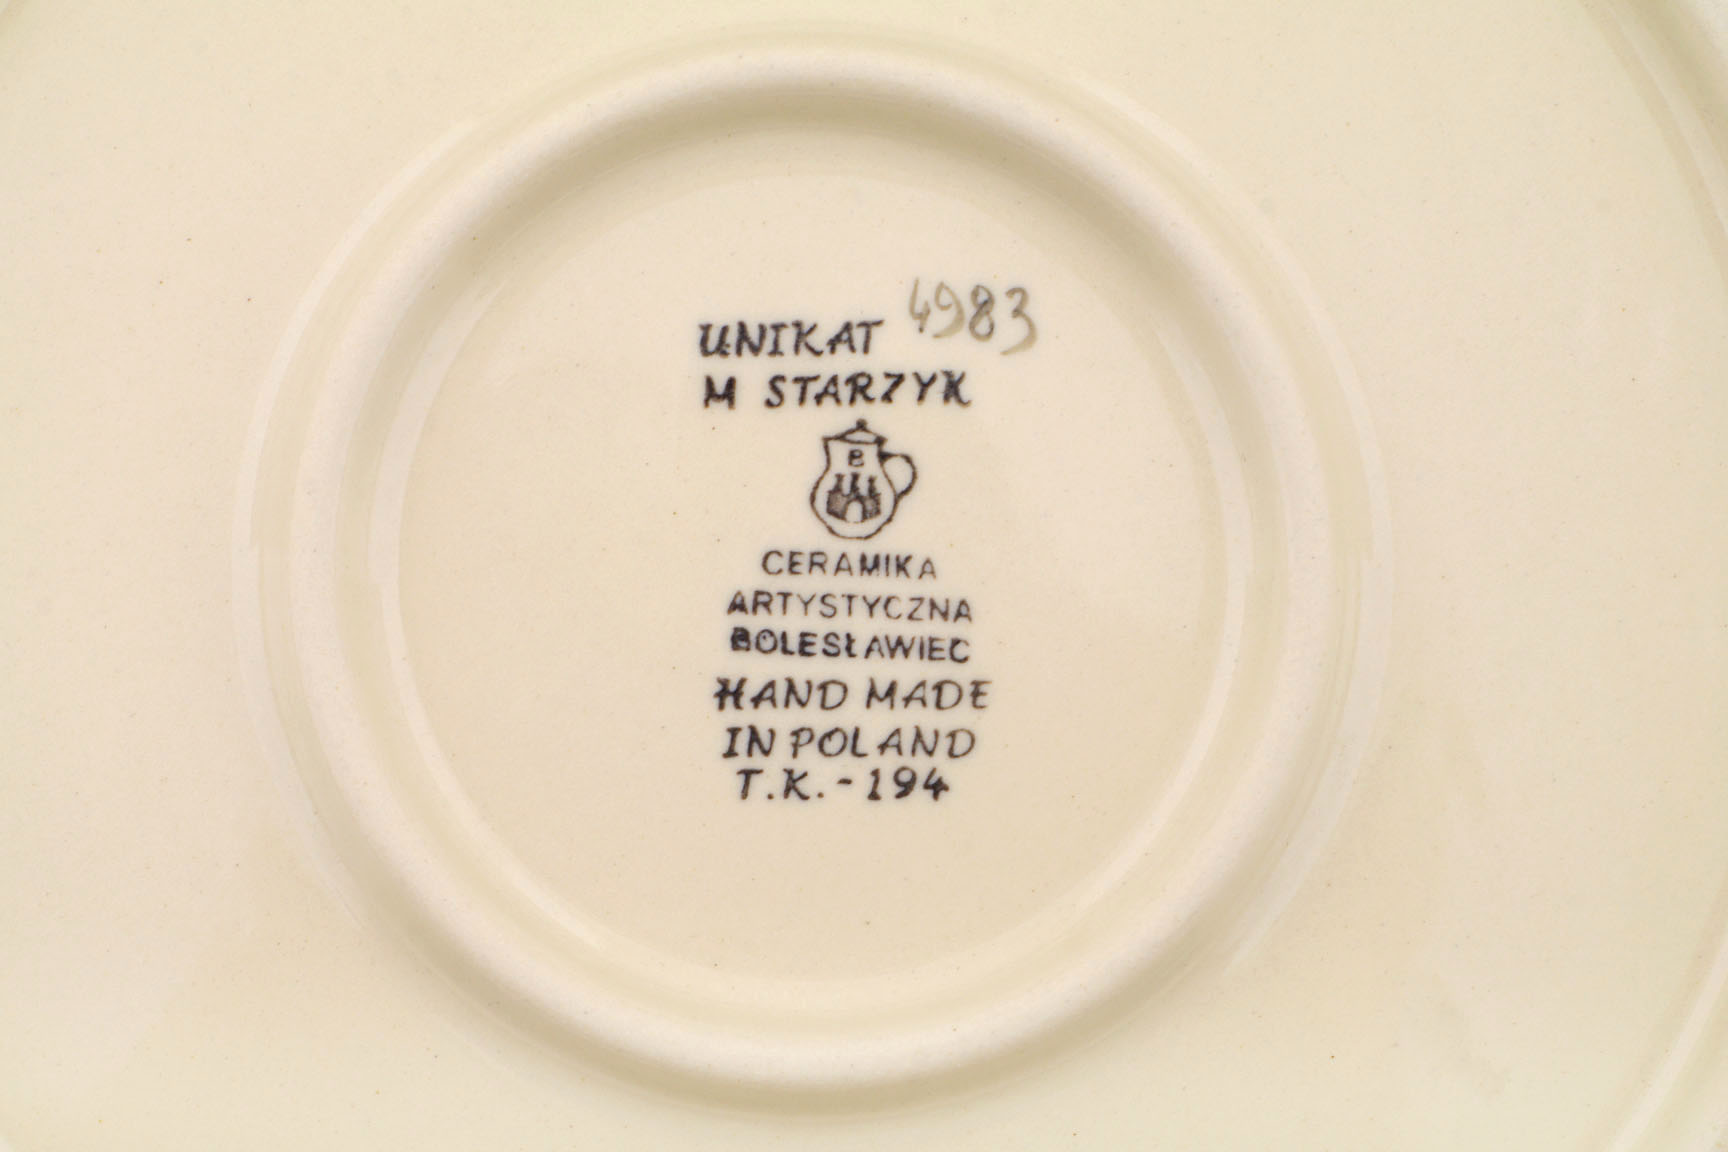 UNIKAT 4983
M STARZYK
B
CERAMIKA
ARTYSTYCZNA
BOLESŁAWIEC
HAND MADE
IN POLAND
T.K.-194